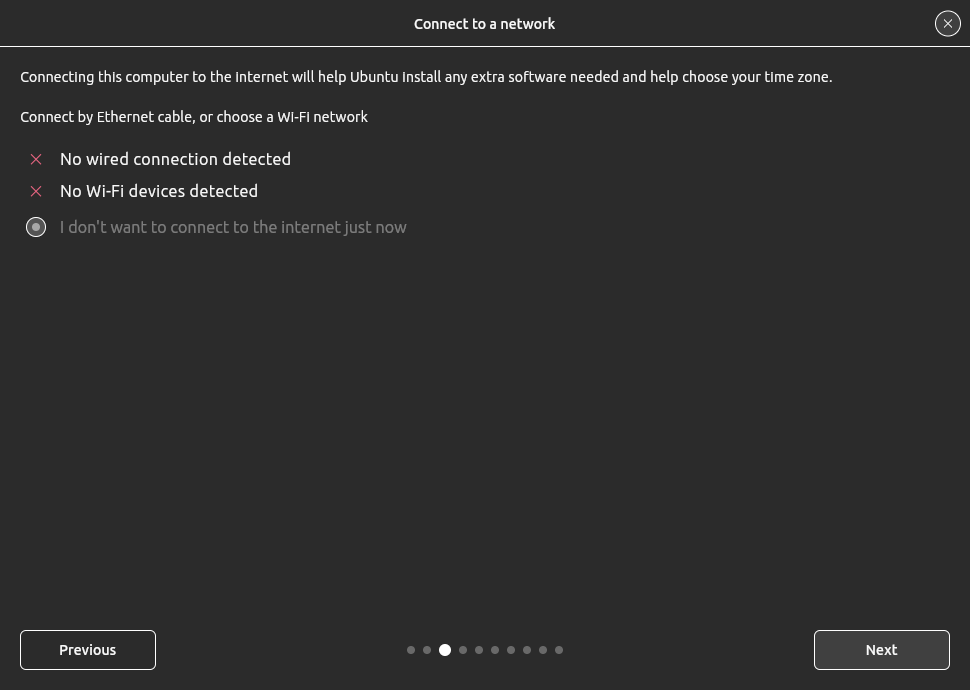 Connect to a network
Connecting this computer to the internet will help Ubuntu install any extra software needed and help choose your time zone.
Connect by Ethernet cable, or choose a Wi-Fi network
No wired connection detected
No Wi-Fi devices detected
I don't want to connect to the internet just now
Previous
Next